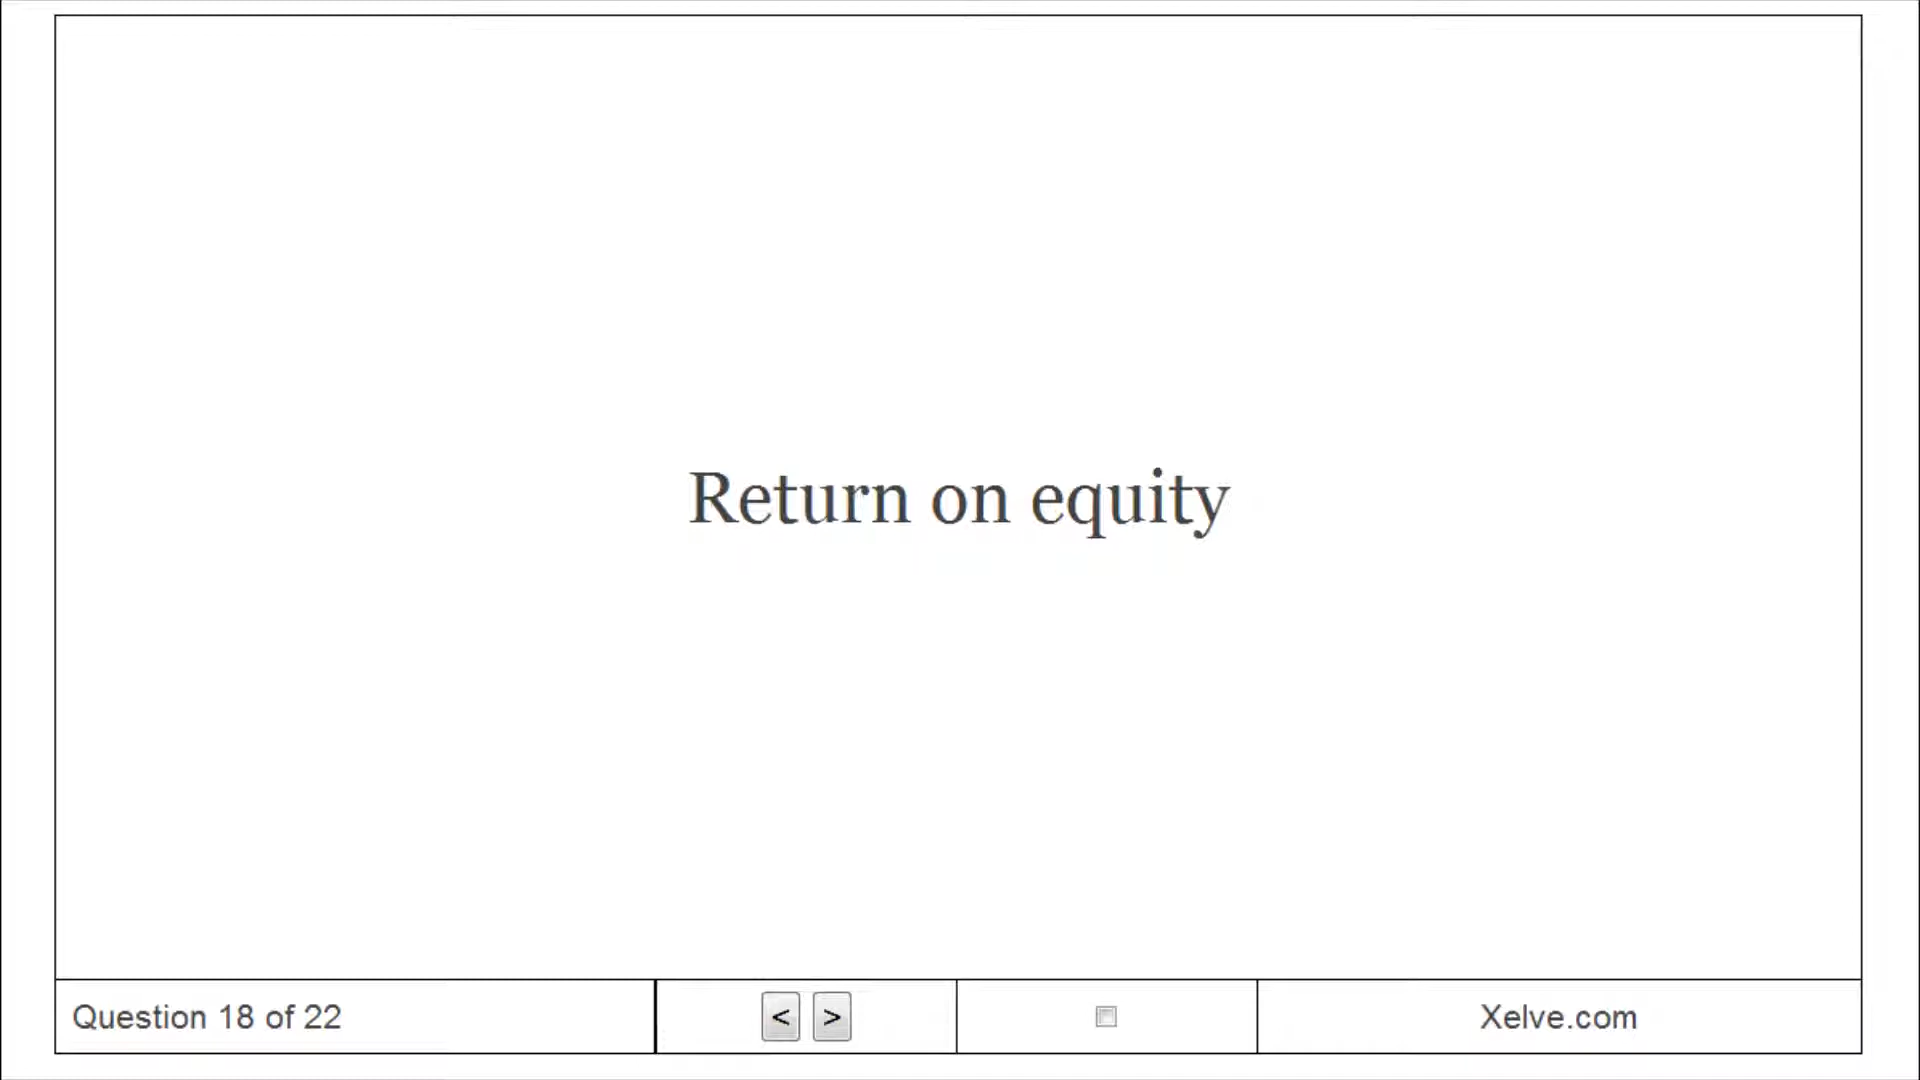 Return on equity
Question 18 of 22
<
>
Xelve.com